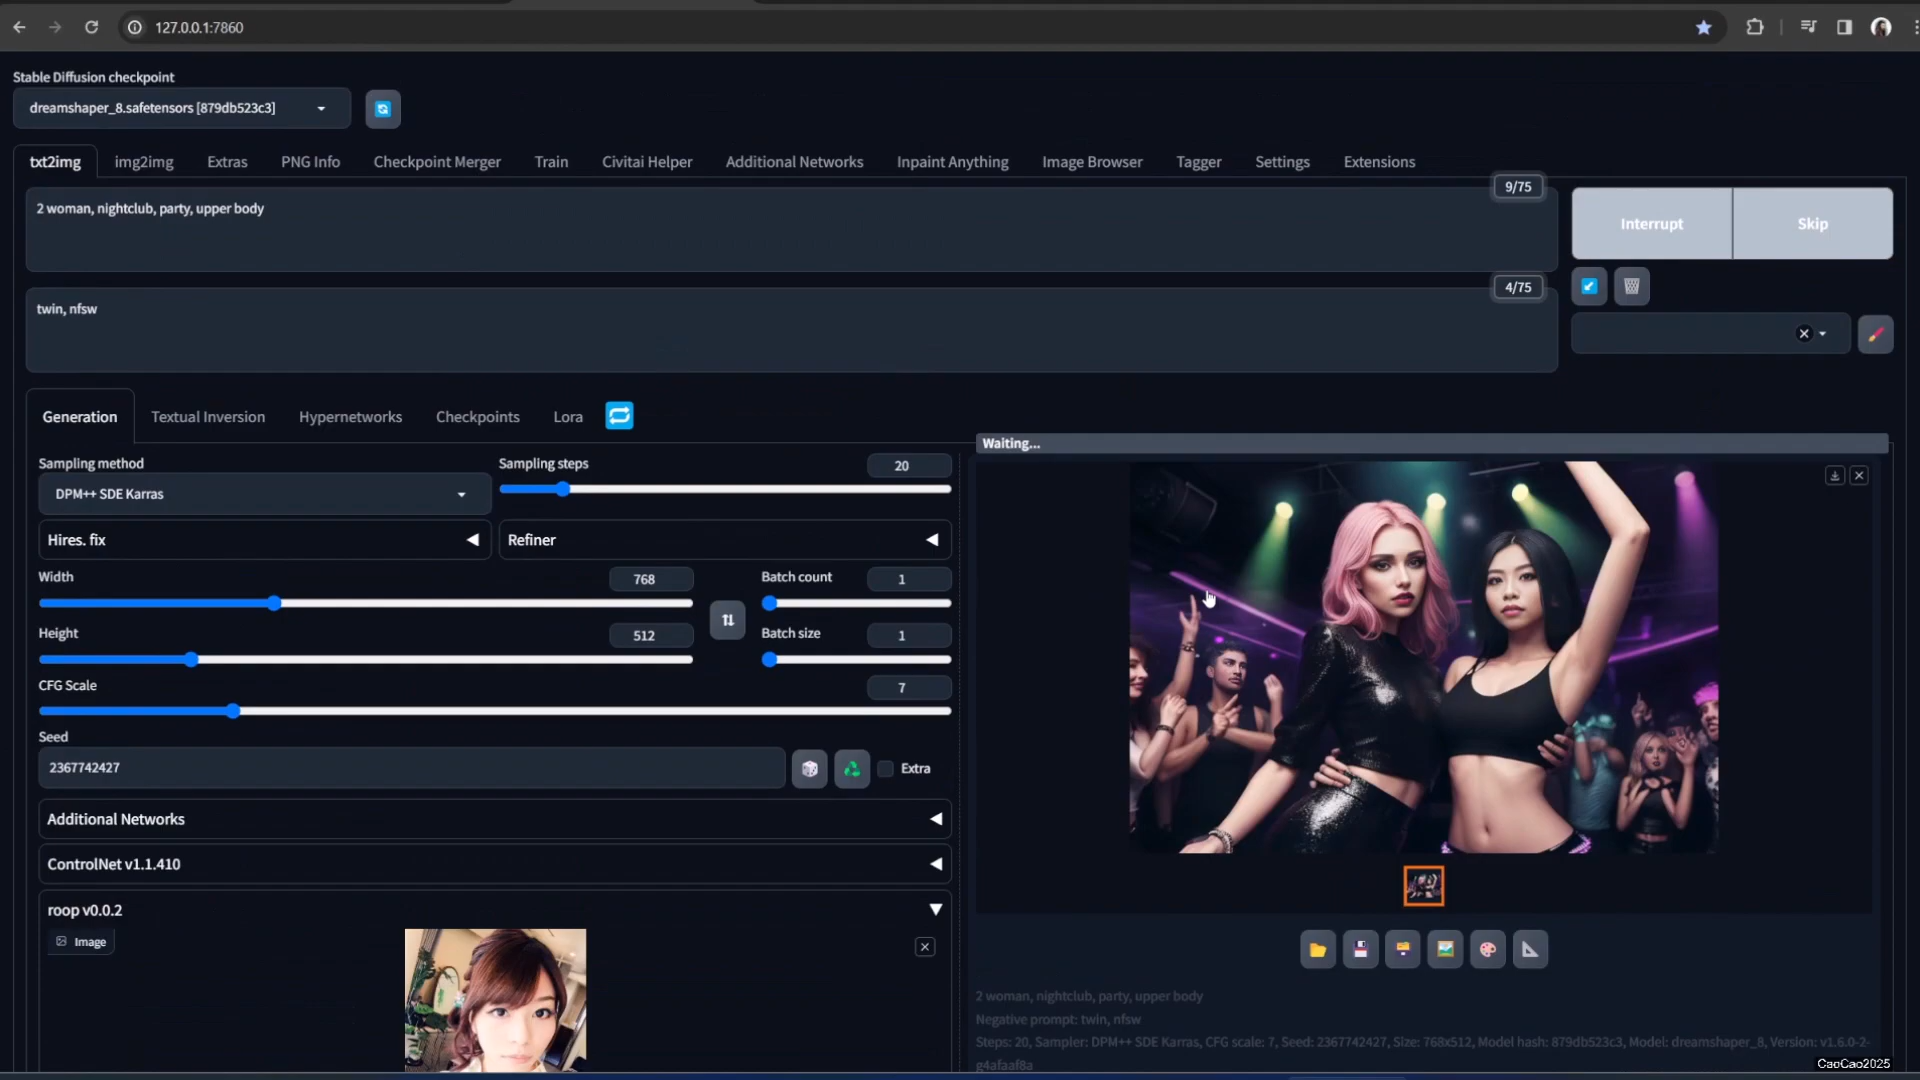 127.0.0.1:7860
Stable Diffusion checkpoint
dreamshaper_8.safetensors [879db523c3]
txt2img
img2img
Extras
PNG Info
Checkpoint Merger
Train
Civitai Helper
Additional Networks
Inpaint Anything
Image Browser
Tagger
Settings
Extensions
9/75
2 woman, nightclub, party, upper body
Interrupt
Skip
4/75
twin, nfsw
Generation
Textual Inversion
Hypernetworks
Checkpoints
Lora
Waiting...
Sampling method
Sampling steps
20
DPM++ SDE Karras
Hires. fix
Refiner
Width
768
Batch count
1
Height
512
Batch size
1
CFG Scale
7
Seed
2367742427
Extra
Additional Networks
ControlNet v1.1.410
roop v0.0.2
Image
2 woman, nightclub, party, upper body
Negative prompt: twin, nfsw
Steps: 20, Sampler: DPM++ SDE Karras, CFG scale: 7, Seed: 2367742427, Size: 768x512, Model hash: 879db523c3, Model: dreamshaper_8, Version: v1.6.0-2-
g4afaaf8a
CaoCao2025